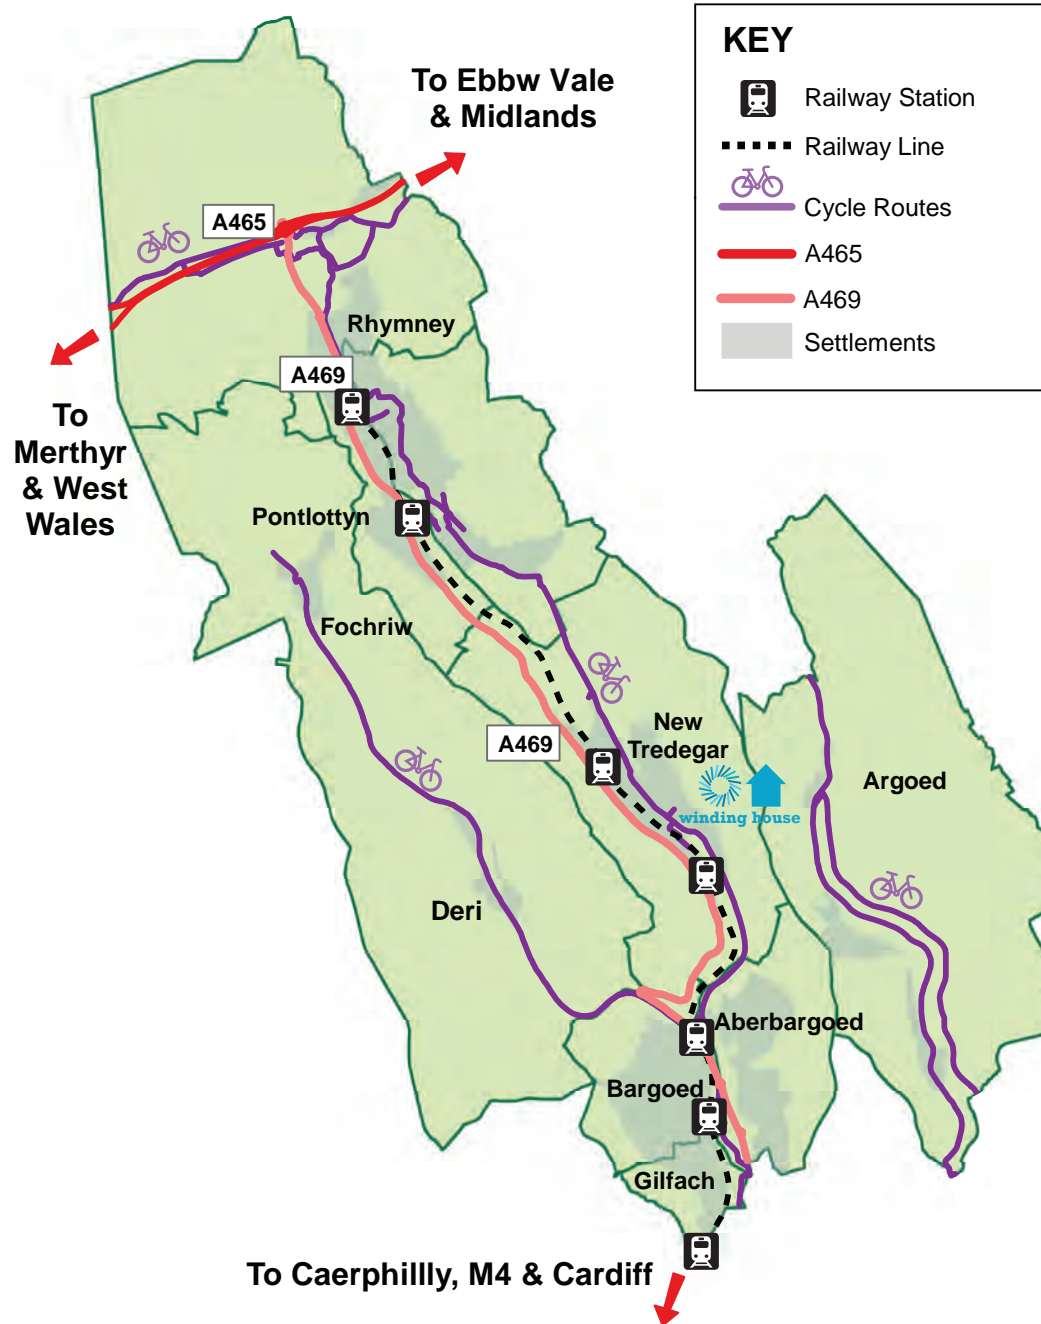 To Ebbw Vale
& Midlands
KEY
Railway Station
Railway Line
Cycle Routes
A465
A469
Settlements
A465
Rhymney
A469
To
Merthyr
& West
Wales
Pontlottyn
Fochriw
New
Tredegar
A469
winding house
Argoed
Deri
Aberbargoed
Bargoed
Gilfach
To Caerphillly, M4 & Cardiff